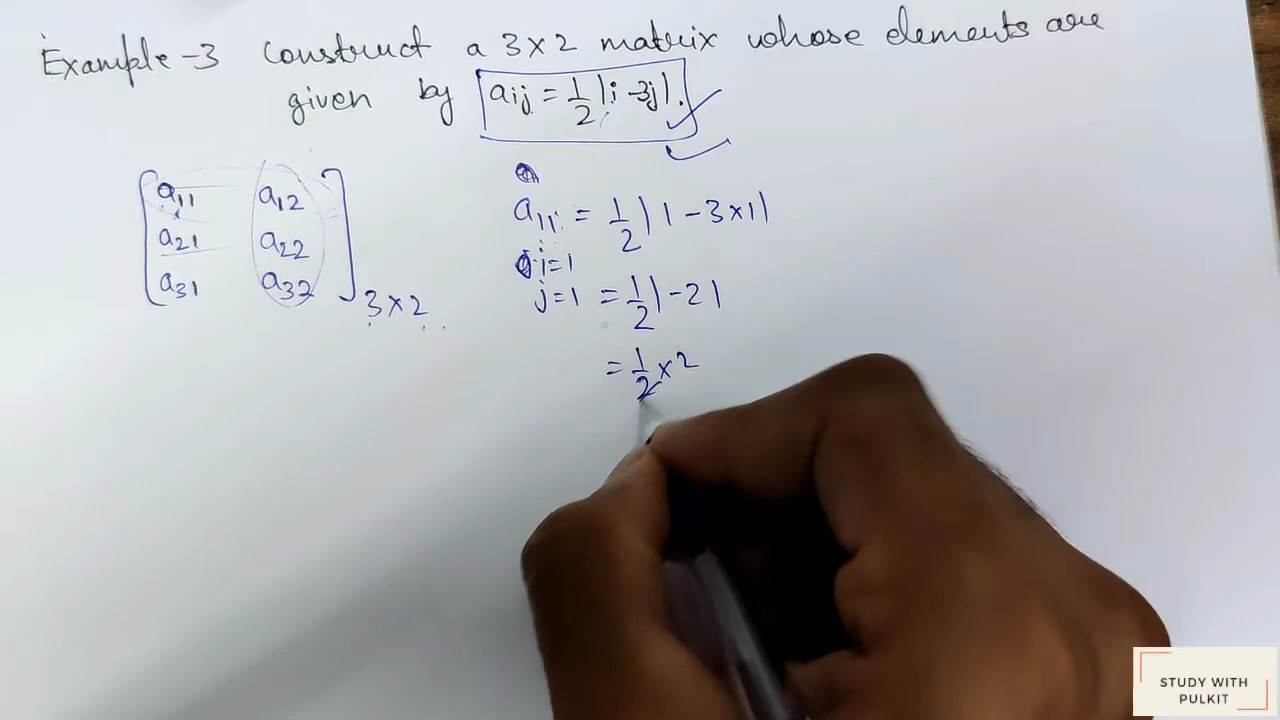 Example-3 Construct a 3×2 matrix whose elements are
given by aij = 1/2 |i - 3j|.
a11 a12
a21 a22
a31 a32
3×2
a11 = 1/2 |1 - 3×1|
i=1
j=1 = 1/2 |-2|
= 1/2 × 2
STUDY WITH
PULKIT